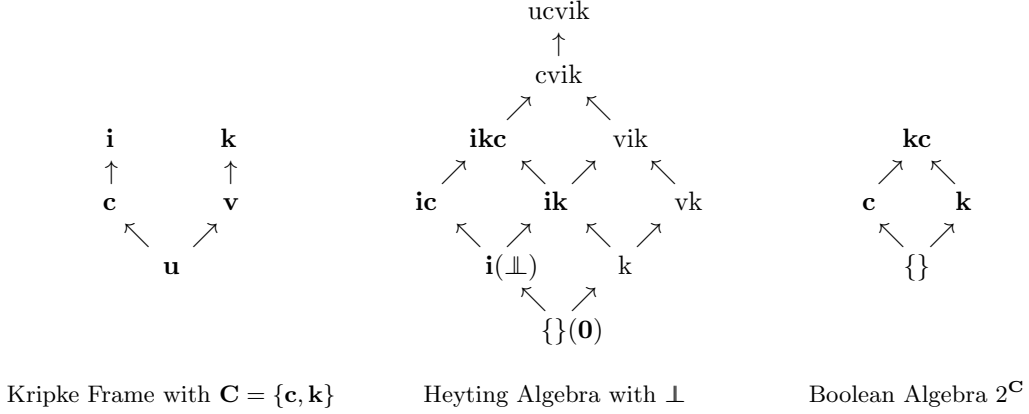 ucvik
cvik
i k ikc vik kc
c v ic ik vk c k
u i(⫫) k {}
{}(0)
Kripke Frame with C = {c, k} Heyting Algebra with ⫫ Boolean Algebra 2^C